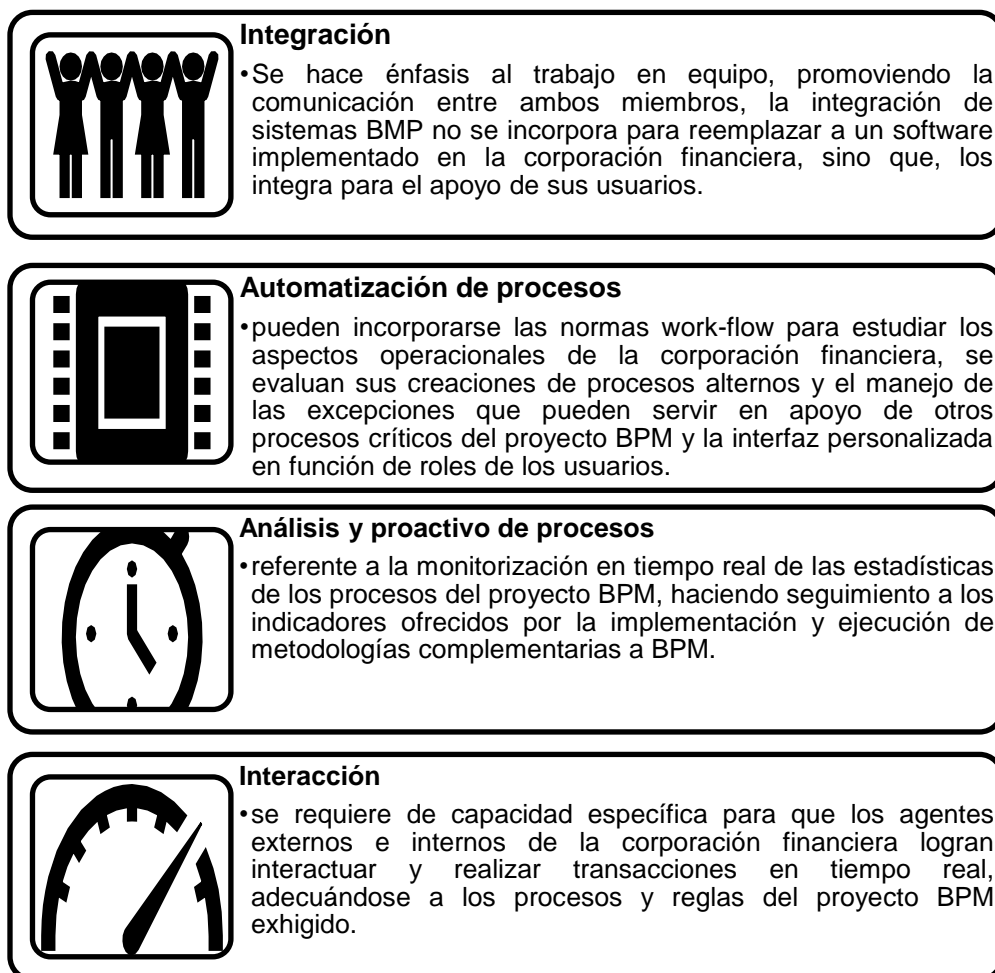 Integración
•Se hace énfasis al trabajo en equipo, promoviendo la
comunicación entre ambos miembros, la integración de
sistemas BMP no se incorpora para reemplazar a un software
implementado en la corporación financiera, sino que, los
integra para el apoyo de sus usuarios.
Automatización de procesos
•pueden incorporarse las normas work-flow para estudiar los
aspectos operacionales de la corporación financiera, se
evaluan sus creaciones de procesos alternos y el manejo de
las excepciones que pueden servir en apoyo de otros
procesos críticos del proyecto BPM y la interfaz personalizada
en función de roles de los usuarios.
Análisis y proactivo de procesos
•referente a la monitorización en tiempo real de las estadísticas
de los procesos del proyecto BPM, haciendo seguimiento a los
indicadores ofrecidos por la implementación y ejecución de
metodologías complementarias a BPM.
Interacción
•se requiere de capacidad específica para que los agentes
externos e internos de la corporación financiera logran
interactuar y realizar transacciones en tiempo real,
adecuándose a los procesos y reglas del proyecto BPM
exhigido.